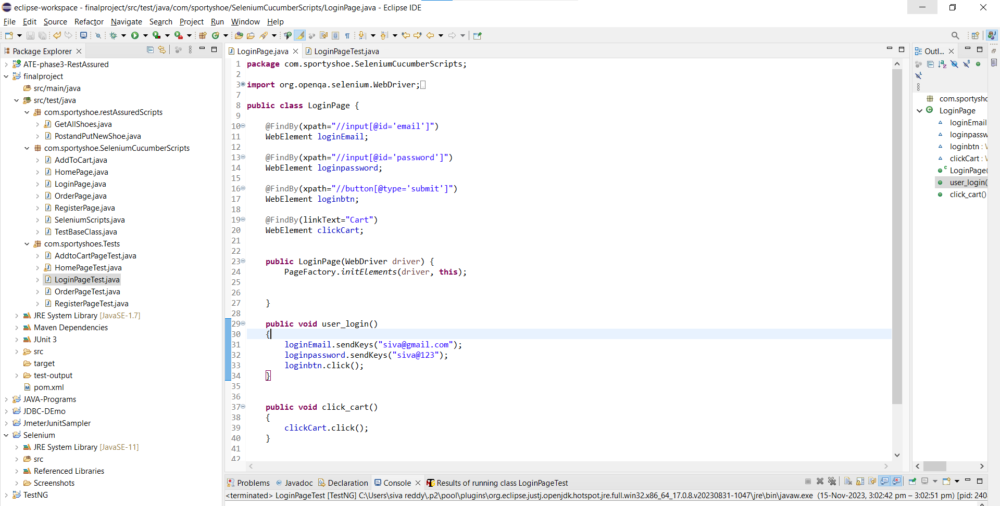 eclipse-workspace - finalproject/src/test/java/com/sportyshoe/SeleniumCucumberScripts/LoginPage.java - Eclipse IDE
File Edit Source Refactor Navigate Search Project Run Window Help
Package Explorer
ATE-phase3-RestAssured
finalproject
src/main/java
src/test/java
com.sportyshoe.restAssuredScripts
GetAllShoes.java
PostandPutNewShoe.java
com.sportyshoe.SeleniumCucumberScripts
AddToCart.java
HomePage.java
LoginPage.java
OrderPage.java
RegisterPage.java
SeleniumScripts.java
TestBaseClass.java
com.sportyshoes.Tests
AddtoCartPageTest.java
HomePageTest.java
LoginPageTest.java
OrderPageTest.java
RegisterPageTest.java
JRE System Library [JavaSE-1.7]
Maven Dependencies
JUnit 3
src
target
test-output
pom.xml
JAVA-Programs
JDBC-DEmo
JmeterJunitSampler
Selenium
JRE System Library [JavaSE-11]
src
Referenced Libraries
Screenshots
TestNG
LoginPage.java LoginPageTest.java
1 package com.sportyshoe.SeleniumCucumberScripts;
2
3 import org.openqa.selenium.WebDriver;
7
8 public class LoginPage {
9
10 @FindBy(xpath="//input[@id='email']")
11 WebElement loginEmail;
12
13 @FindBy(xpath="//input[@id='password']")
14 WebElement loginpassword;
15
16 @FindBy(xpath="//button[@type='submit']")
17 WebElement loginbtn;
18
19 @FindBy(linkText="Cart")
20 WebElement clickCart;
21
22
23 public LoginPage(WebDriver driver) {
24 PageFactory.initElements(driver, this);
25
26
27 }
28
29 public void user_login()
30 {
31 loginEmail.sendKeys("siva@gmail.com");
32 loginpassword.sendKeys("siva@123");
33 loginbtn.click();
34 }
35
36
37 public void click_cart()
38 {
39 clickCart.click();
40 }
41
42
Outl...
com.sportysho
LoginPage
loginEmail
loginpassw
loginbtn :
clickCart :
LoginPage(
user_login(
click_cart()
Problems @ Javadoc Declaration Console Results of running class LoginPageTest
<terminated> LoginPageTest [TestNG] C:\Users\siva reddy\.p2\pool\plugins\org.eclipse.justj.openjdk.hotspot.jre.full.win32.x86_64_17.0.8.v20230831-1047\jre\bin\javaw.exe (15-Nov-2023, 3:02:42 pm – 3:02:51 pm) [pid: 240